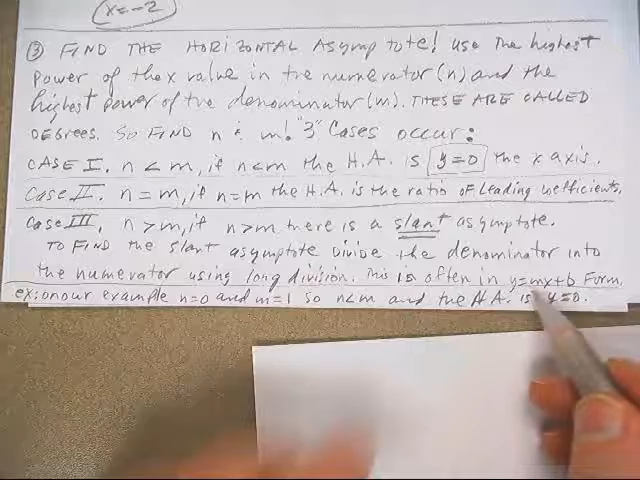 x=-2
③ FIND THE HORIZONTAL Asymptote! Use the highest
power of the x value in the numerator (n) and the
highest power of the denominator (m). THESE ARE CALLED
DEGREES. SO FIND n & m! "3" Cases occur:
CASE I. n < m, if n<m the H.A. is y=0 the x axis.
Case II. n=m, if n=m the H.A. is the ratio of Leading coefficients.
Case III, n>m, if n>m there is a slant asymptote.
TO FIND the slant asymptote Divide the denominator into
the numerator using long division. This is often in y=mx+b Form.
ex: on our example n=0 and m=1 so n<m and the H.A. is y=0.